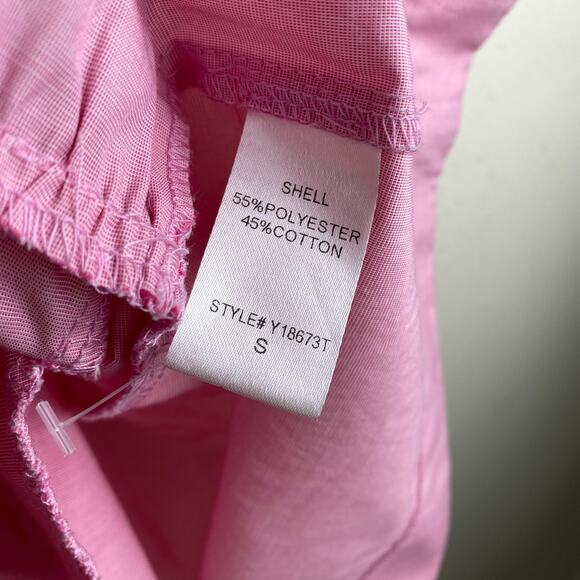 SHELL
55%POLYESTER
45%COTTON
STYLE# Y18673T
S